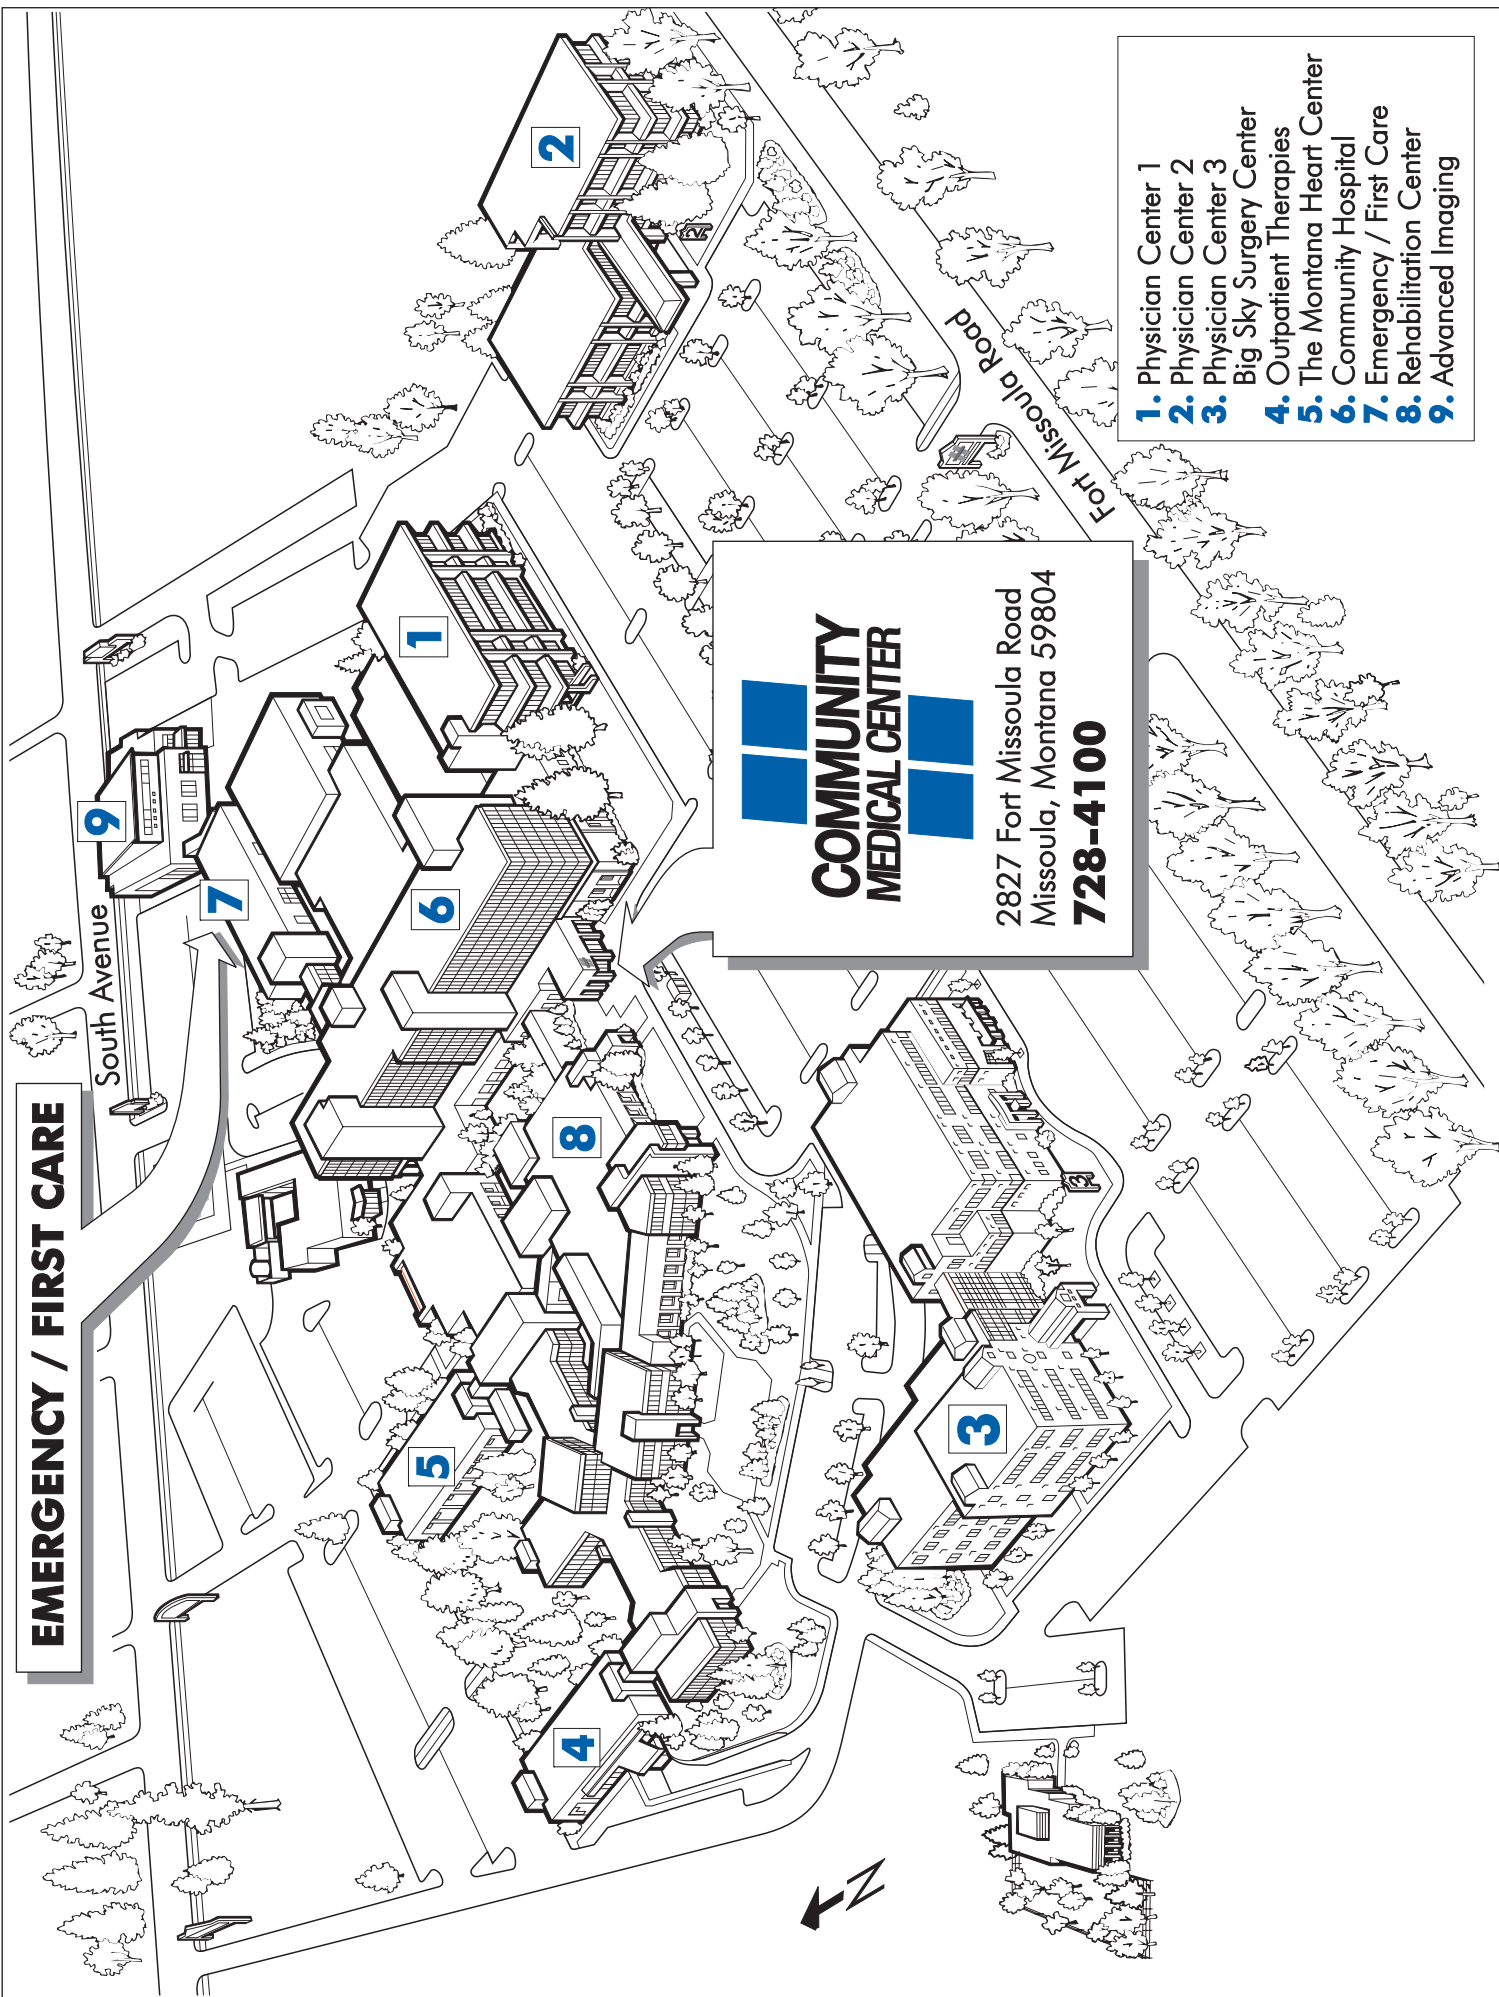 EMERGENCY / FIRST CARE
South Avenue
9
7
1
2
6
5
8
4
3
2
3
N
Fort Missoula Road
COMMUNITY
MEDICAL CENTER
2827 Fort Missoula Road
Missoula, Montana 59804
728-4100
1. Physician Center 1
2. Physician Center 2
3. Physician Center 3
Big Sky Surgery Center
4. Outpatient Therapies
5. The Montana Heart Center
6. Community Hospital
7. Emergency / First Care
8. Rehabilitation Center
9. Advanced Imaging